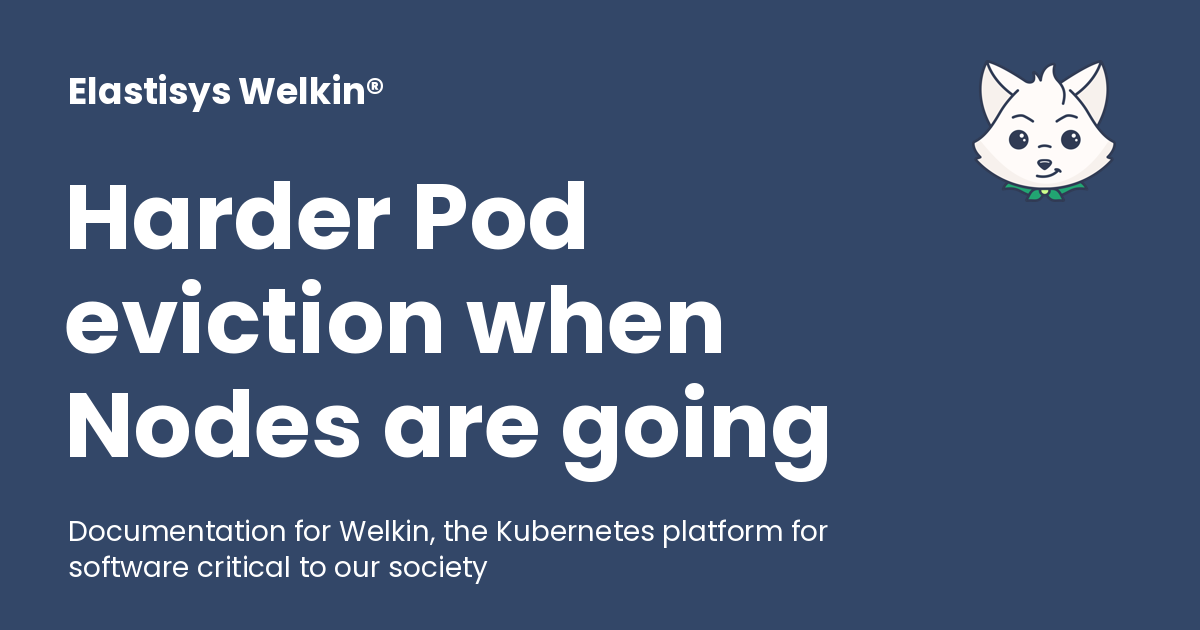 Elastisys Welkin®
Harder Pod
eviction when
Nodes are going
Documentation for Welkin, the Kubernetes platform for
software critical to our society